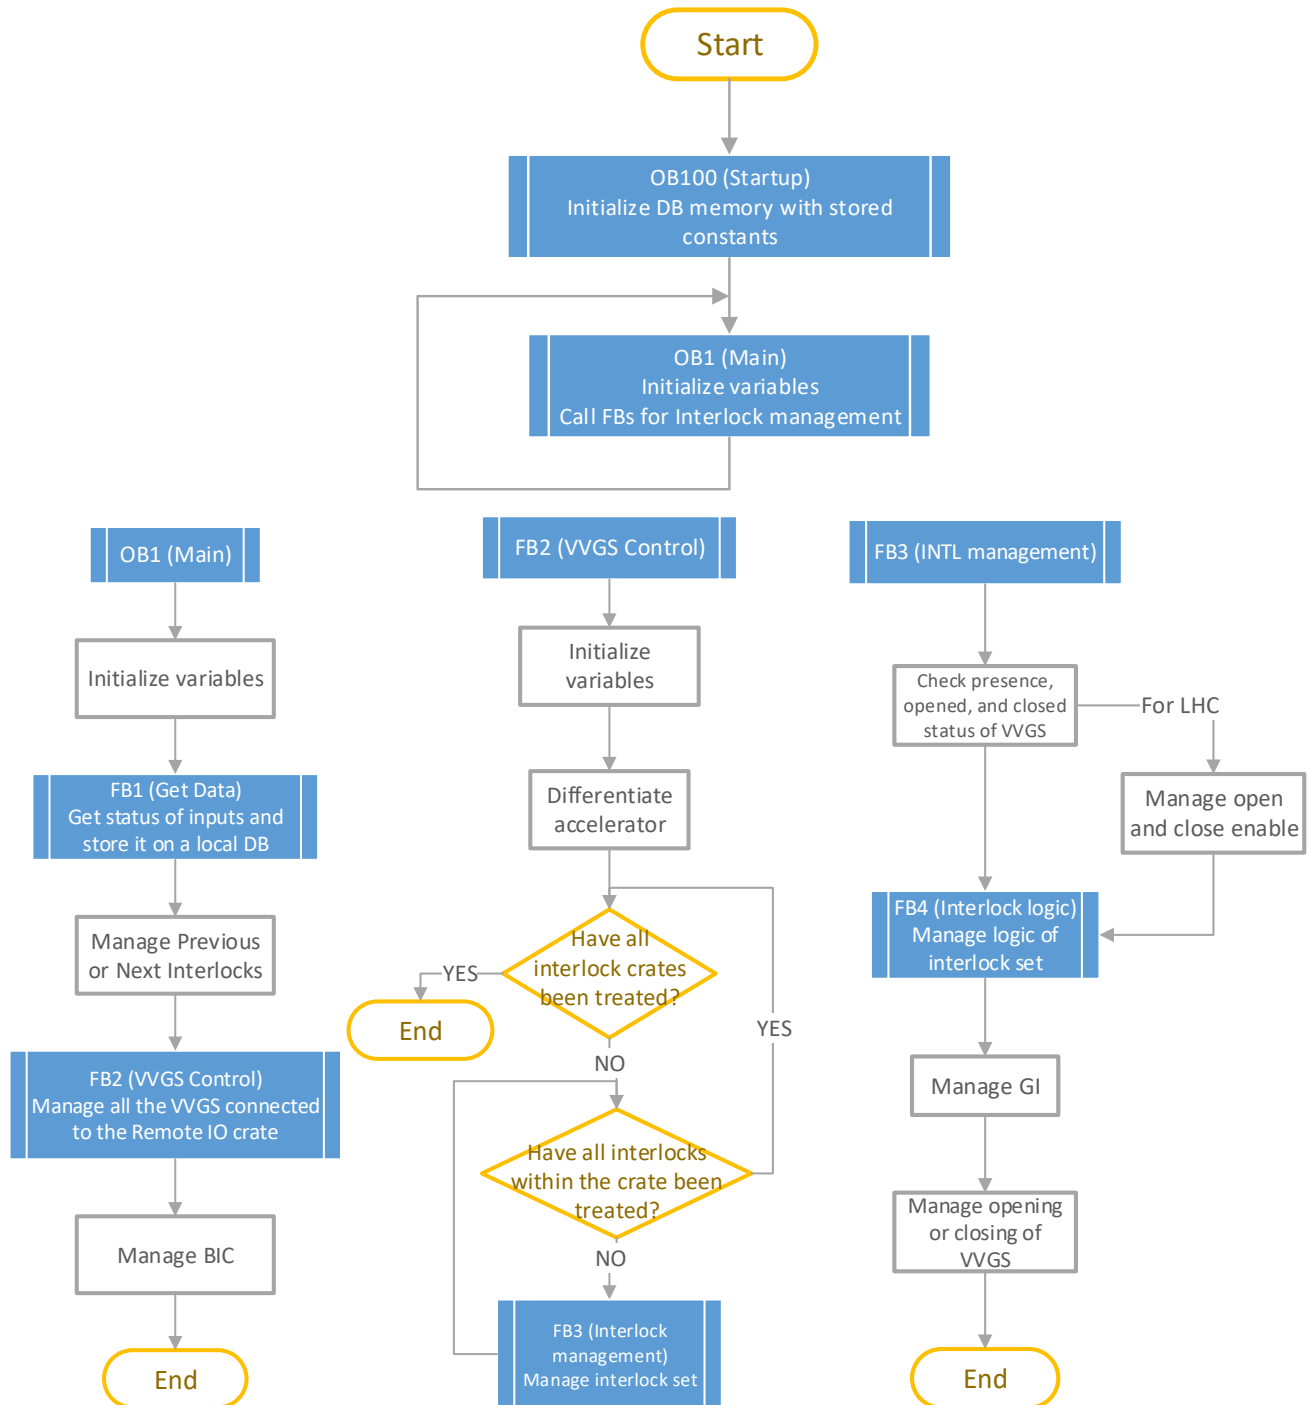 Start
OB100 (Startup)
Initialize DB memory with stored
constants
OB1 (Main)
Initialize variables
Call FBs for Interlock management
OB1 (Main)
Initialize variables
FB1 (Get Data)
Get status of inputs and
store it on a local DB
Manage Previous
or Next Interlocks
FB2 (VVGS Control)
Manage all the VVGS connected
to the Remote IO crate
Manage BIC
End
FB2 (VVGS Control)
Initialize
variables
Differentiate
accelerator
Have all
interlock crates
been treated?
YES
End
NO
YES
Have all interlocks
within the crate been
treated?
NO
FB3 (Interlock
management)
Manage interlock set
FB3 (INTL management)
Check presence,
opened, and closed
status of VVGS
For LHC
Manage open
and close enable
FB4 (Interlock logic)
Manage logic of
interlock set
Manage GI
Manage opening
or closing of
VVGS
End